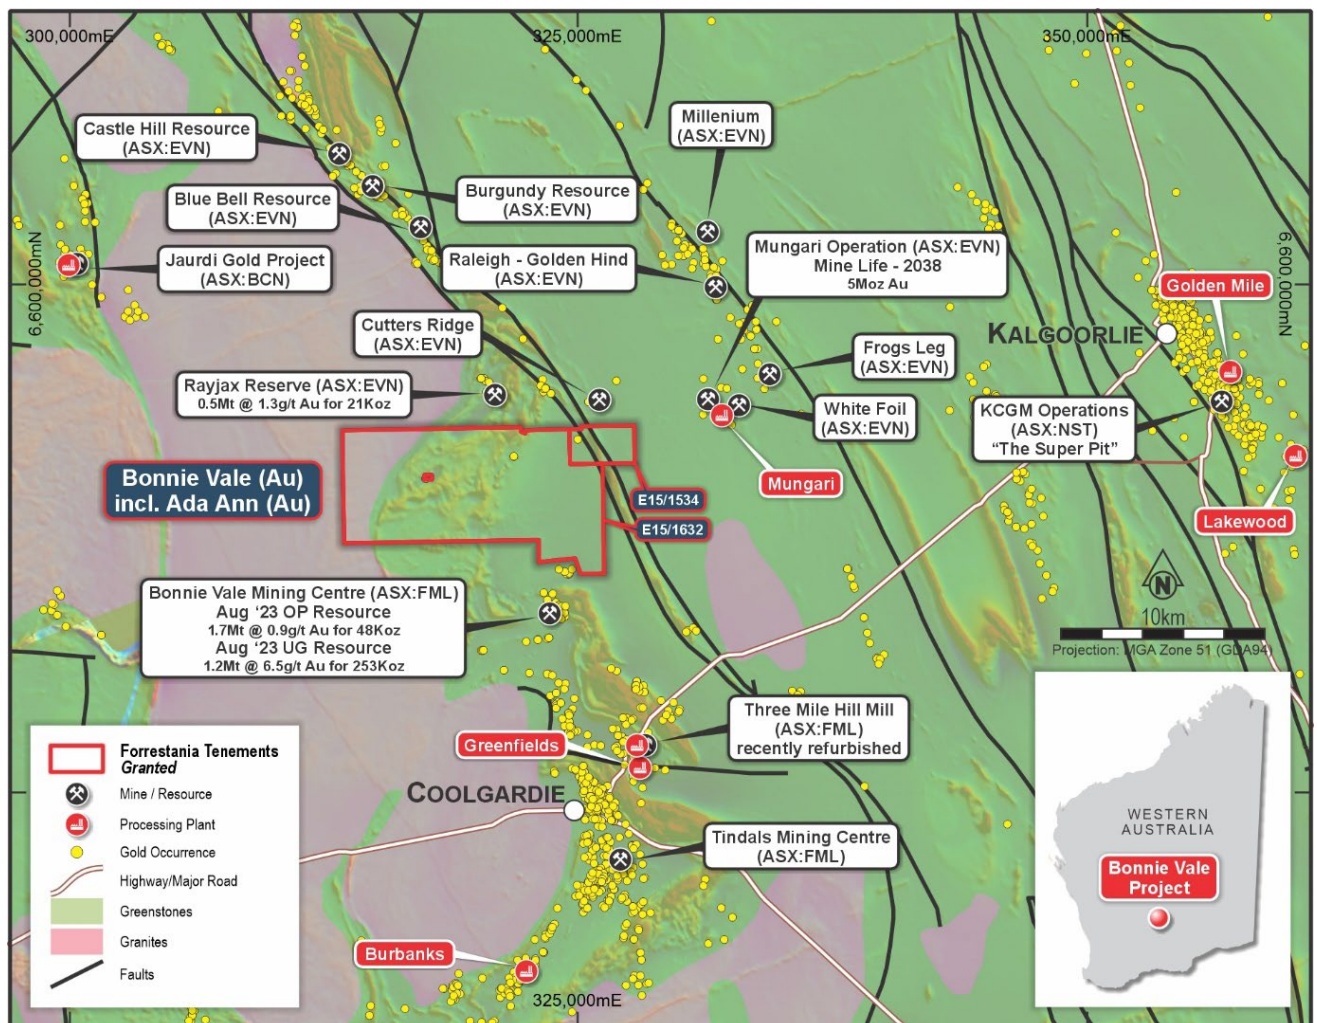 300,000mE
325,000mE
350,000mE
Castle Hill Resource
(ASX:EVN)
Millenium
(ASX:EVN)
Blue Bell Resource
(ASX:EVN)
Burgundy Resource
(ASX:EVN)
6,600,000mN
Jaurdi Gold Project
(ASX:BCN)
Raleigh - Golden Hind
(ASX:EVN)
Mungari Operation (ASX:EVN)
Mine Life - 2038
5Moz Au
6,600,000mN
Golden Mile
Cutters Ridge
(ASX:EVN)
KALGOORLIE
Frogs Leg
(ASX:EVN)
Rayjax Reserve (ASX:EVN)
0.5Mt @ 1.3g/t Au for 21Koz
White Foil
(ASX:EVN)
KCGM Operations
(ASX:NST)
“The Super Pit”
Bonnie Vale (Au)
incl. Ada Ann (Au)
Mungari
E15/1534
E15/1632
Lakewood
Bonnie Vale Mining Centre (ASX:FML)
Aug ‘23 OP Resource
1.7Mt @ 0.9g/t Au for 48Koz
Aug ‘23 UG Resource
1.2Mt @ 6.5g/t Au for 253Koz
N
10km
Projection: MGA Zone 51 (GDA94)
Three Mile Hill Mill
(ASX:FML)
recently refurbished
Greenfields
COOLGARDIE
Tindals Mining Centre
(ASX:FML)
Burbanks
325,000mE
Forrestania Tenements
Granted
Mine / Resource
Processing Plant
Gold Occurrence
Highway/Major Road
Greenstones
Granites
Faults
WESTERN
AUSTRALIA
Bonnie Vale
Project